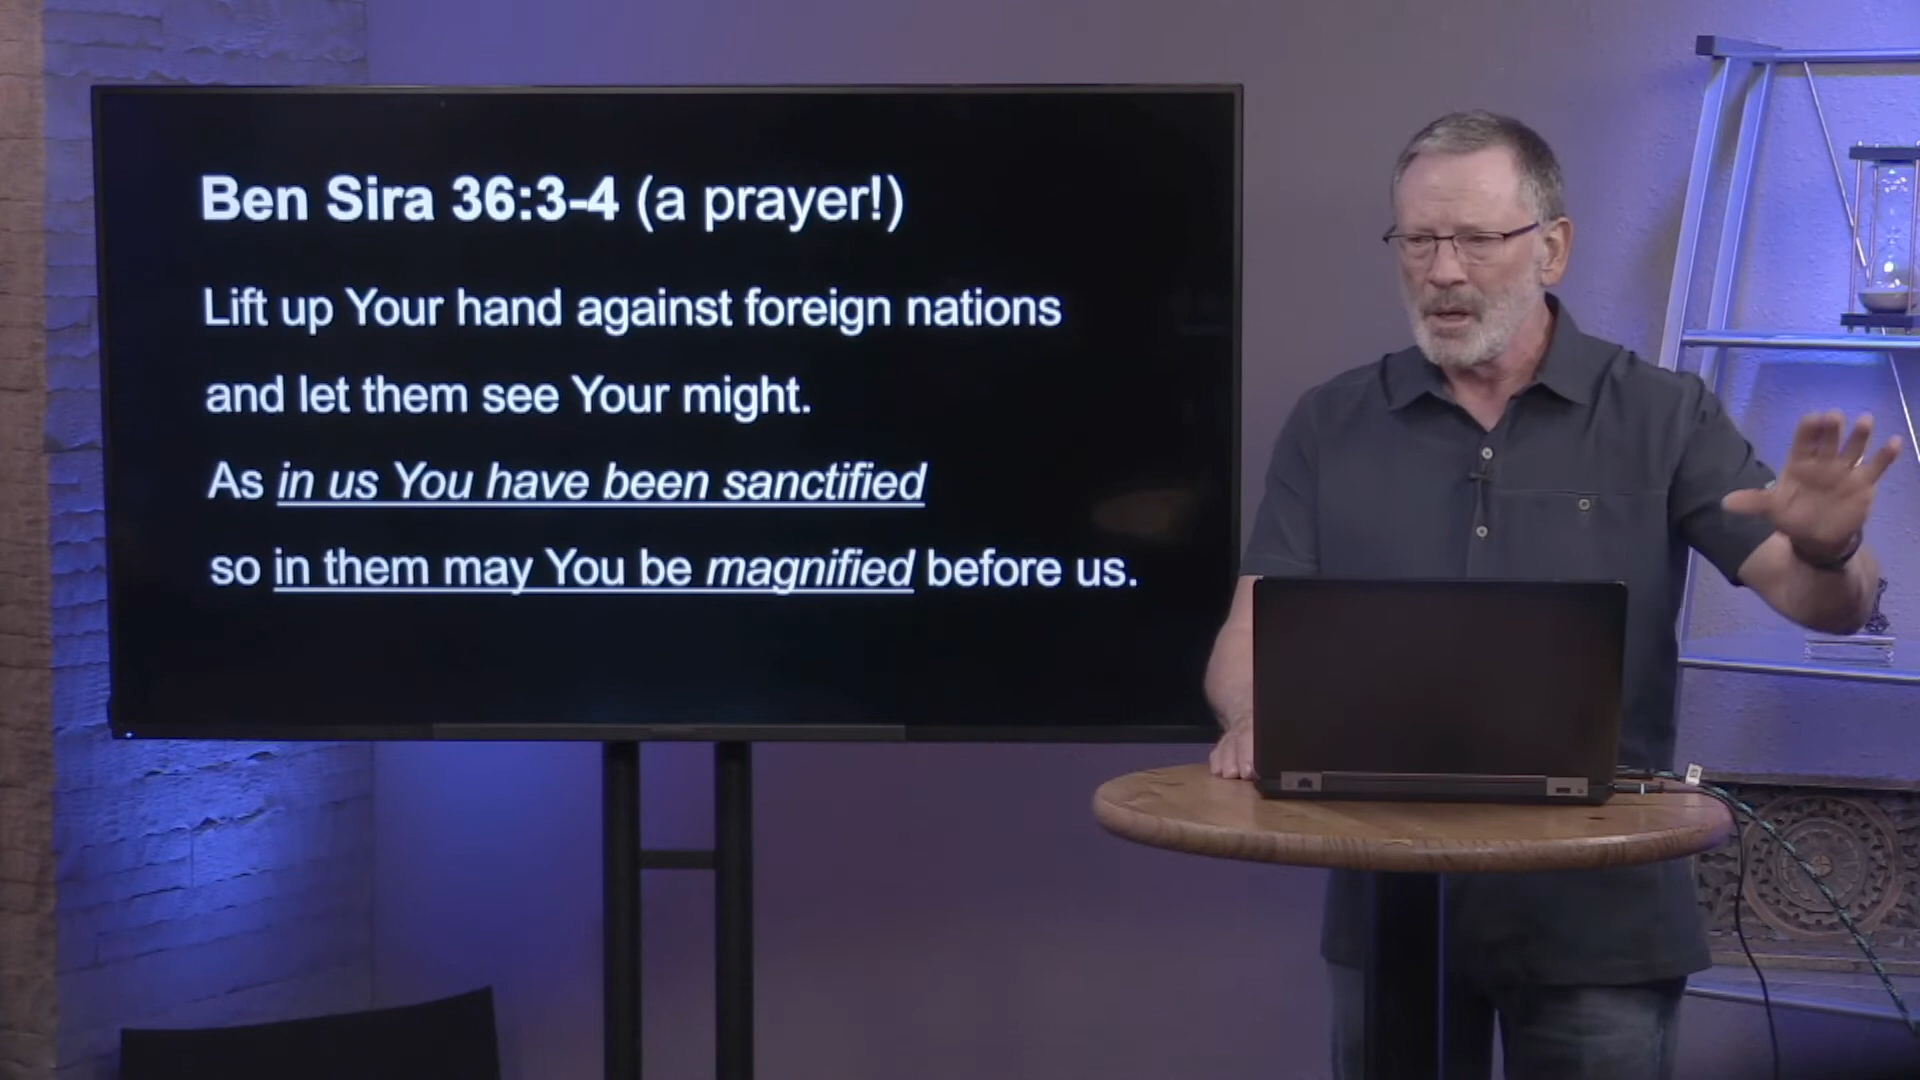 Ben Sira 36:3-4 (a prayer!)
Lift up Your hand against foreign nations
and let them see Your might.
As in us You have been sanctified
so in them may You be magnified before us.